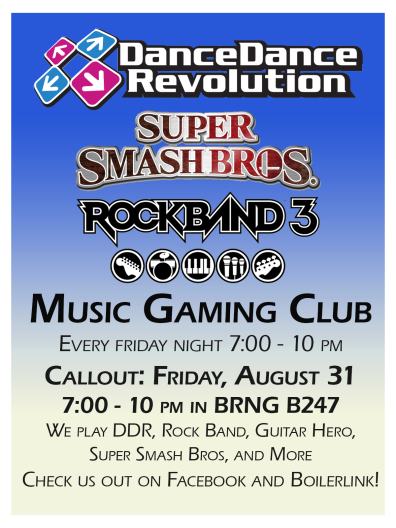 DanceDance
Revolution
SUPER
SMASH BROS.
ROCKBAND 3
MUSIC GAMING CLUB
EVERY FRIDAY NIGHT 7:00 - 10 PM
CALLOUT: FRIDAY, AUGUST 31
7:00 - 10 PM IN BRNG B247
WE PLAY DDR, ROCK BAND, GUITAR HERO,
SUPER SMASH BROS, AND MORE
CHECK US OUT ON FACEBOOK AND BOILERLINK!